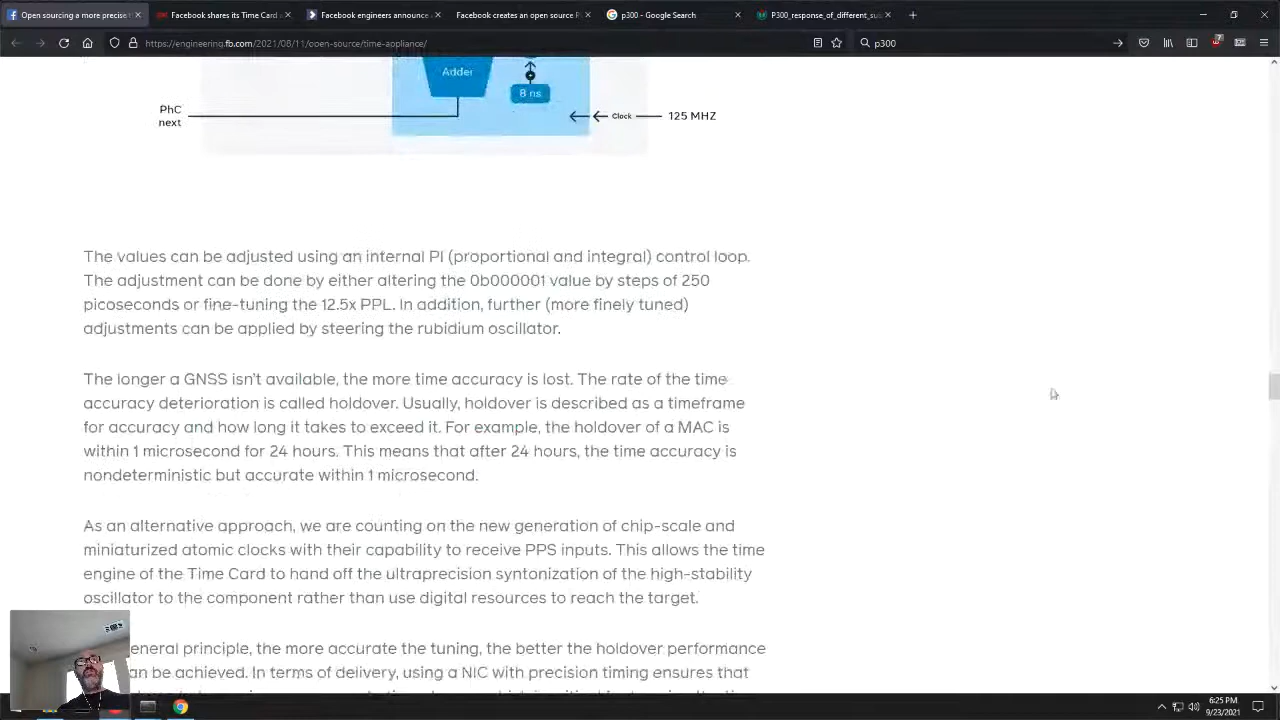 Open sourcing a more precise t
Facebook shares its Time Card a
Facebook engineers announce
Facebook creates an open source P
p300 - Google Search
P300_response_of_different_su
https://engineering.fb.com/2021/08/11/open-source/time-appliance/
p300
Adder
8 ns
PhC
next
Clock
125 MHZ
The values can be adjusted using an internal PI (proportional and integral) control loop.
The adjustment can be done by either altering the 0b000001 value by steps of 250
picoseconds or fine-tuning the 12.5x PPL. In addition, further (more finely tuned)
adjustments can be applied by steering the rubidium oscillator.
The longer a GNSS isn't available, the more time accuracy is lost. The rate of the time
accuracy deterioration is called holdover. Usually, holdover is described as a timeframe
for accuracy and how long it takes to exceed it. For example, the holdover of a MAC is
within 1 microsecond for 24 hours. This means that after 24 hours, the time accuracy is
nondeterministic but accurate within 1 microsecond.
As an alternative approach, we are counting on the new generation of chip-scale and
miniaturized atomic clocks with their capability to receive PPS inputs. This allows the time
engine of the Time Card to hand off the ultraprecision syntonization of the high-stability
oscillator to the component rather than use digital resources to reach the target.
eneral principle, the more accurate the tuning, the better the holdover performance
an be achieved. In terms of delivery, using a NIC with precision timing ensures that
6:25 PM
9/23/2021